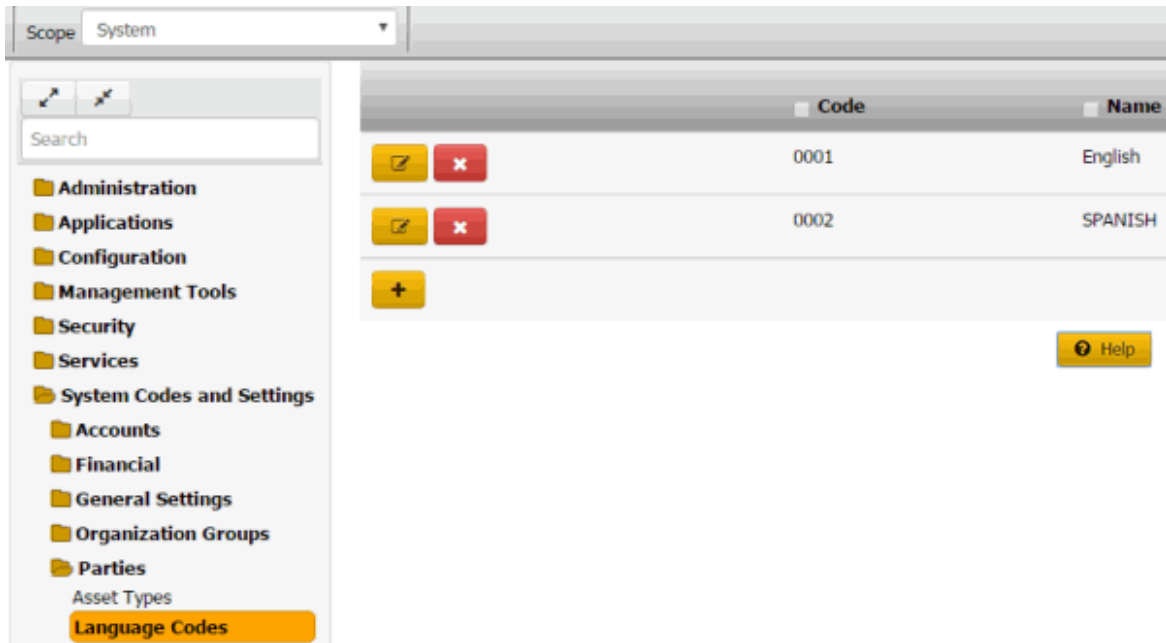 Scope System
Search
Administration
Applications
Configuration
Management Tools
Security
Services
System Codes and Settings
Accounts
Financial
General Settings
Organization Groups
Parties
Asset Types
Language Codes
Code Name
0001 English
0002 SPANISH
Help